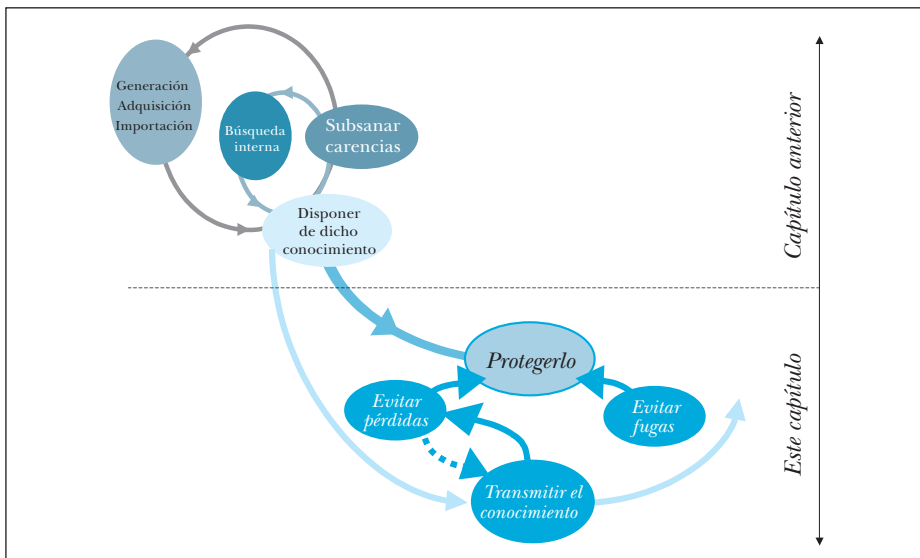 Generación
Adquisición
Importación
Búsqueda
interna
Subsanar
carencias
Disponer
de dicho
conocimiento
Capítulo anterior
Protegerlo
Evitar
pérdidas
Evitar
fugas
Transmitir el
conocimiento
Este capítulo